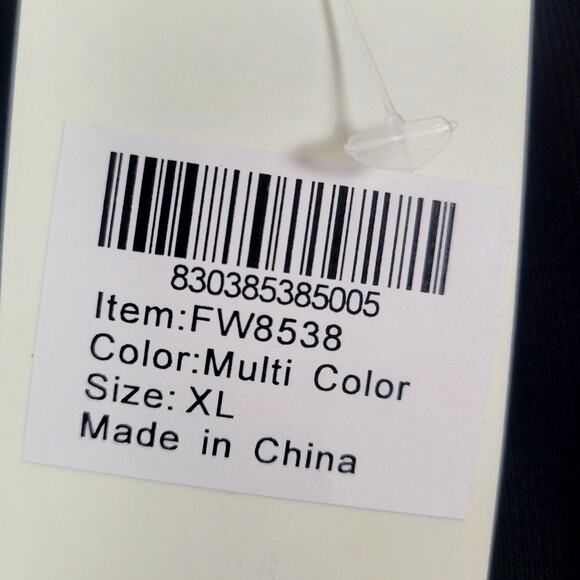 830385385005
Item:FW8538
Color:Multi Color
Size: XL
Made in China